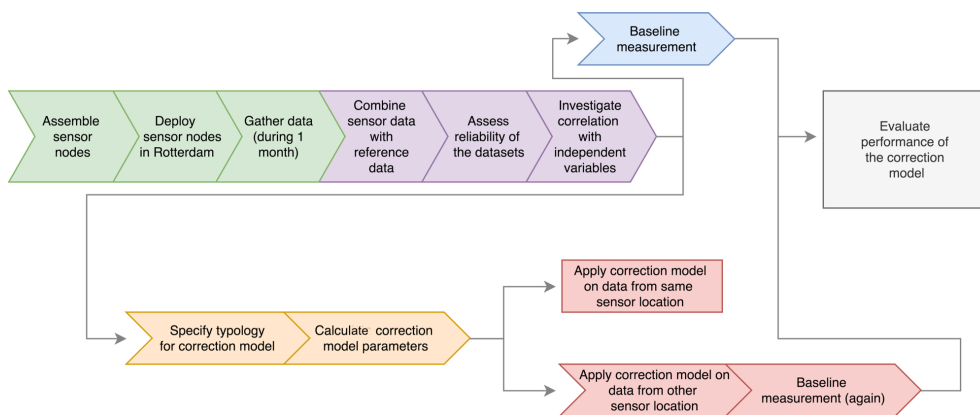 Baseline
measurement
Assemble
sensor
nodes
Deploy
sensor nodes
in Rotterdam
Gather data
(during 1
month)
Combine
sensor data
with
reference
data
Assess
reliability of
the datasets
Investigate
correlation
with
independent
variables
Evaluate
performance of
the correction
model
Apply correction model
on data from same
sensor location
Specify typology
for correction model
Calculate correction
model parameters
Apply correction model on
data from other
sensor location
Baseline
measurement (again)